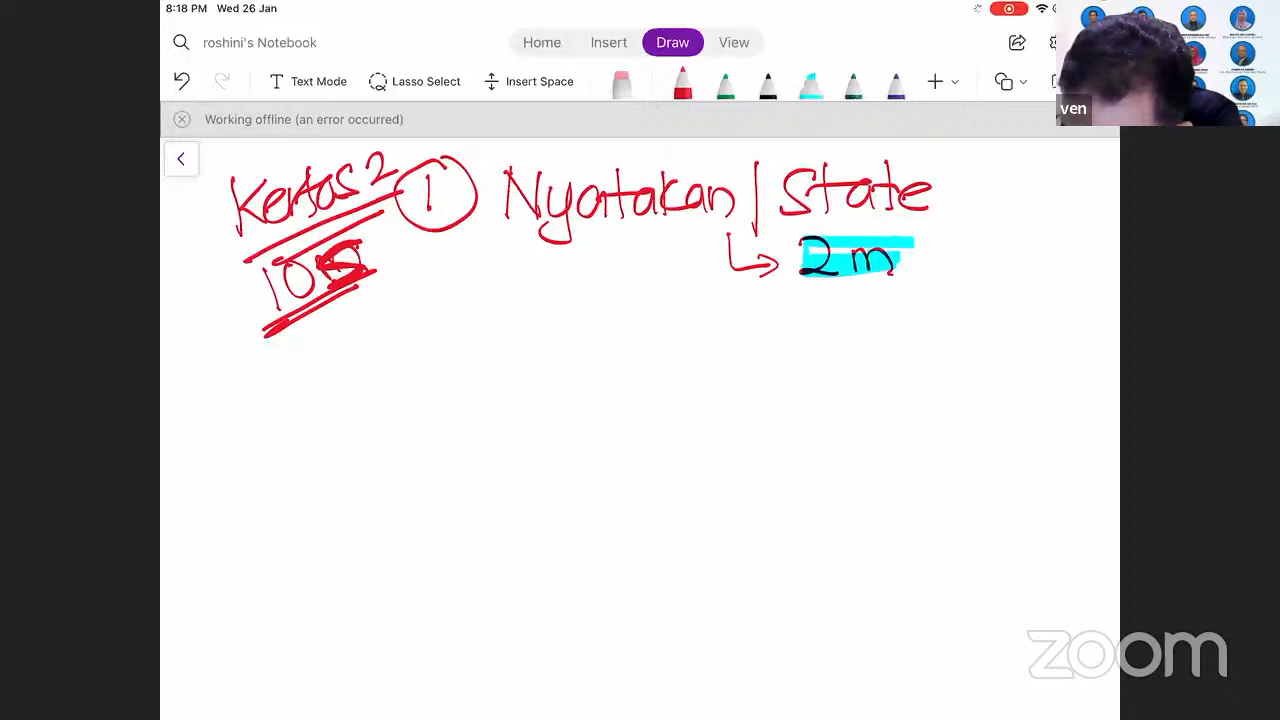 8:18 PM Wed 26 Jan
roshini's Notebook
Home Insert Draw View
Text Mode Lasso Select Insert Space
ven
Working offline (an error occurred)
Kertas 2 1 Nyatakan | State
2 m
zoom